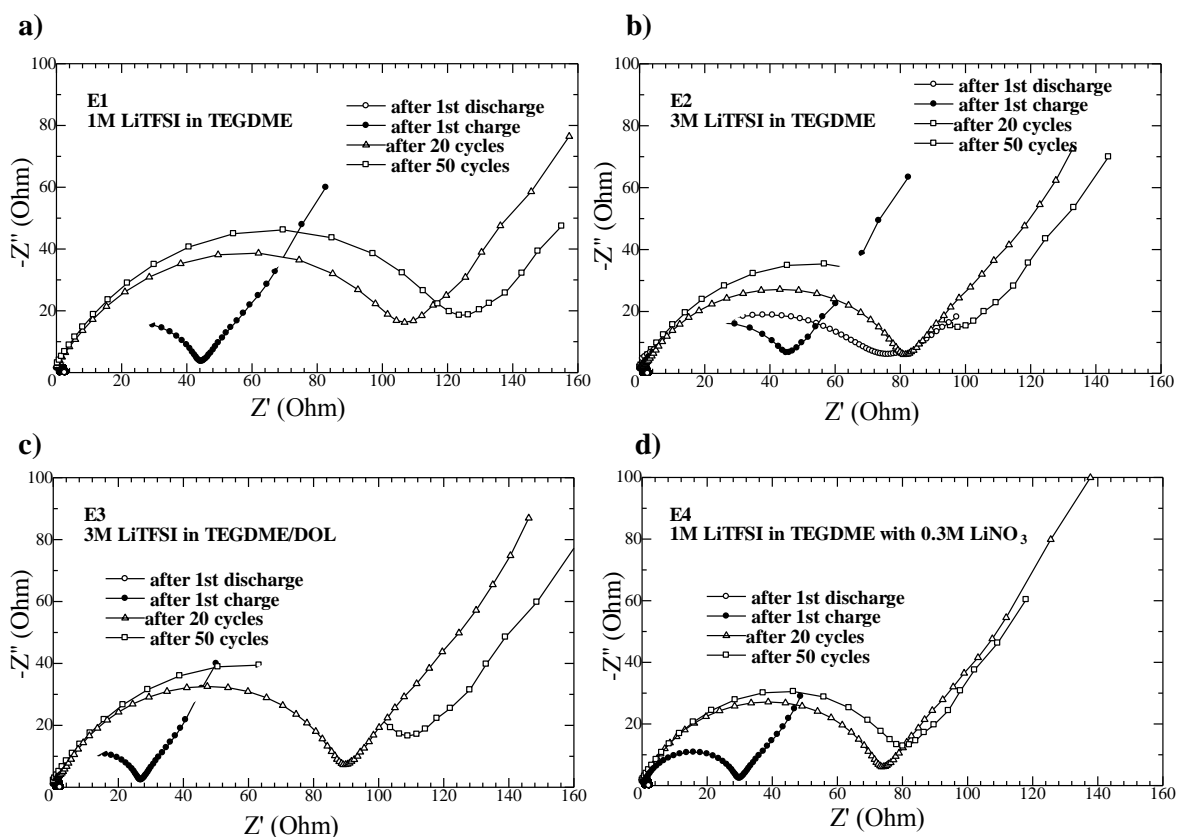 a)
100
80
60
40
20
0
-Z" (Ohm)
E1
1M LiTFSI in TEGDME
after 1st discharge
after 1st charge
after 20 cycles
after 50 cycles
0 20 40 60 80 100 120 140 160
Z' (Ohm)
b)
100
80
60
40
20
0
-Z" (Ohm)
E2
3M LiTFSI in TEGDME
after 1st discharge
after 1st charge
after 20 cycles
after 50 cycles
0 20 40 60 80 100 120 140 160
Z' (Ohm)
c)
100
80
60
40
20
0
-Z" (Ohm)
E3
3M LiTFSI in TEGDME/DOL
after 1st discharge
after 1st charge
after 20 cycles
after 50 cycles
0 20 40 60 80 100 120 140 160
Z' (Ohm)
d)
100
80
60
40
20
0
-Z" (Ohm)
E4
1M LiTFSI in TEGDME with 0.3M LiNO₃
after 1st discharge
after 1st charge
after 20 cycles
after 50 cycles
0 20 40 60 80 100 120 140 160
Z' (Ohm)